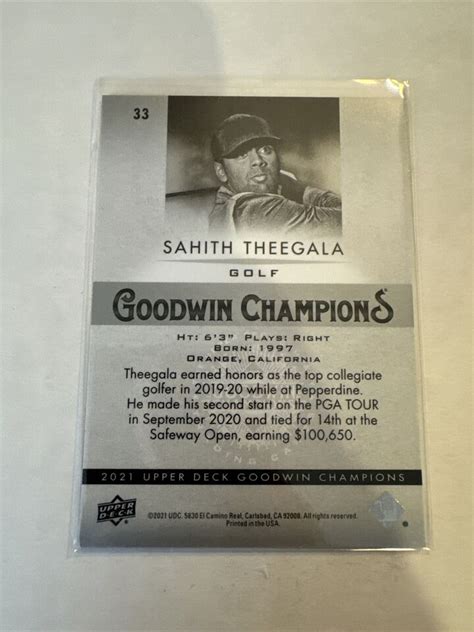 33
SAHITH THEEGALA
GOLF
GOODWIN CHAMPIONS
HT: 6'3" PLAYS: RIGHT
BORN: 1997
ORANGE, CALIFORNIA
Theegala earned honors as the top collegiate
golfer in 2019-20 while at Pepperdine.
He made his second start on the PGA TOUR
in September 2020 and tied for 14th at the
Safeway Open, earning $100,650.
2021 UPPER DECK GOODWIN CHAMPIONS
UPPER DECK
©2021 UDC. 5830 El Camino Real, Carlsbad, CA 92008. All rights reserved.
Printed in the USA.